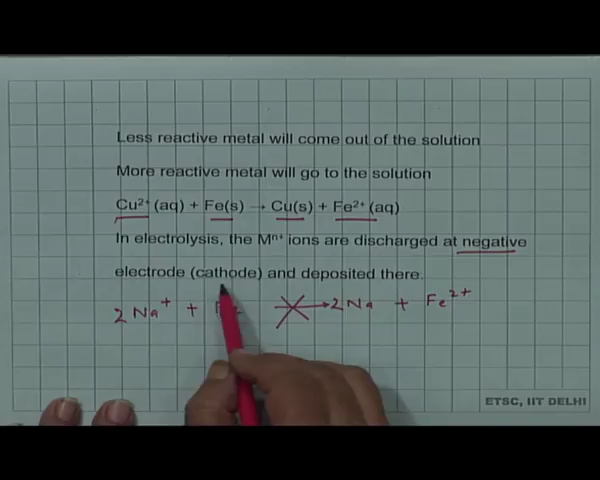 Less reactive metal will come out of the solution
More reactive metal will go to the solution
Cu²⁺ (aq) + Fe(s) → Cu(s) + Fe²⁺ (aq)
In electrolysis, the Mⁿ⁺ ions are discharged at negative
electrode (cathode) and deposited there.
2 Na⁺ + → 2 Na + Fe²⁺
ETSC, IIT DELHI